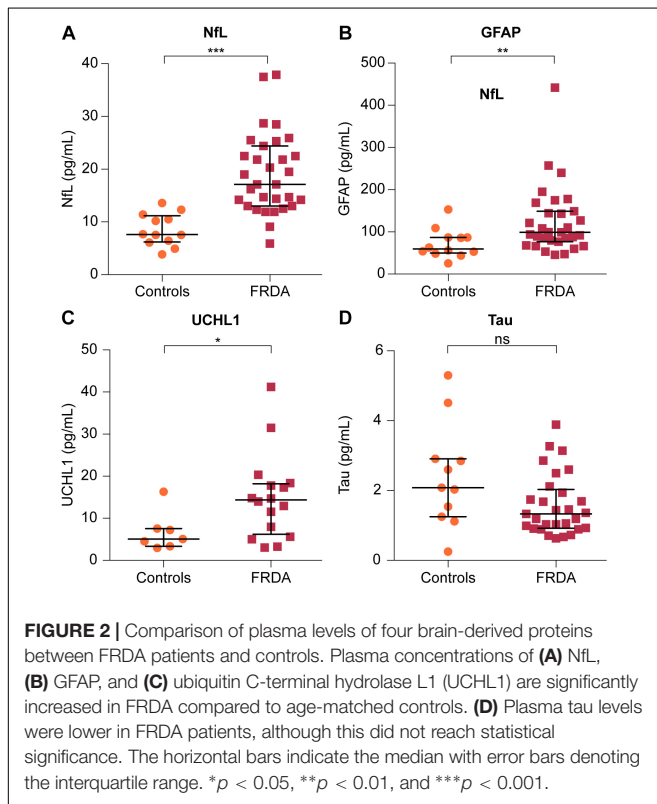 A
NfL
***
NfL (pg/mL)
40
30
20
10
0
Controls
FRDA
B
GFAP
**
NfL
GFAP (pg/mL)
500
400
300
200
100
0
Controls
FRDA
C
UCHL1
*
UCHL1 (pg/mL)
50
40
30
20
10
0
Controls
FRDA
D
Tau
ns
Tau (pg/mL)
6
4
2
0
Controls
FRDA
FIGURE 2 | Comparison of plasma levels of four brain-derived proteins
between FRDA patients and controls. Plasma concentrations of (A) NfL,
(B) GFAP, and (C) ubiquitin C-terminal hydrolase L1 (UCHL1) are significantly
increased in FRDA compared to age-matched controls. (D) Plasma tau levels
were lower in FRDA patients, although this did not reach statistical
significance. The horizontal bars indicate the median with error bars denoting
the interquartile range. *p < 0.05, **p < 0.01, and ***p < 0.001.